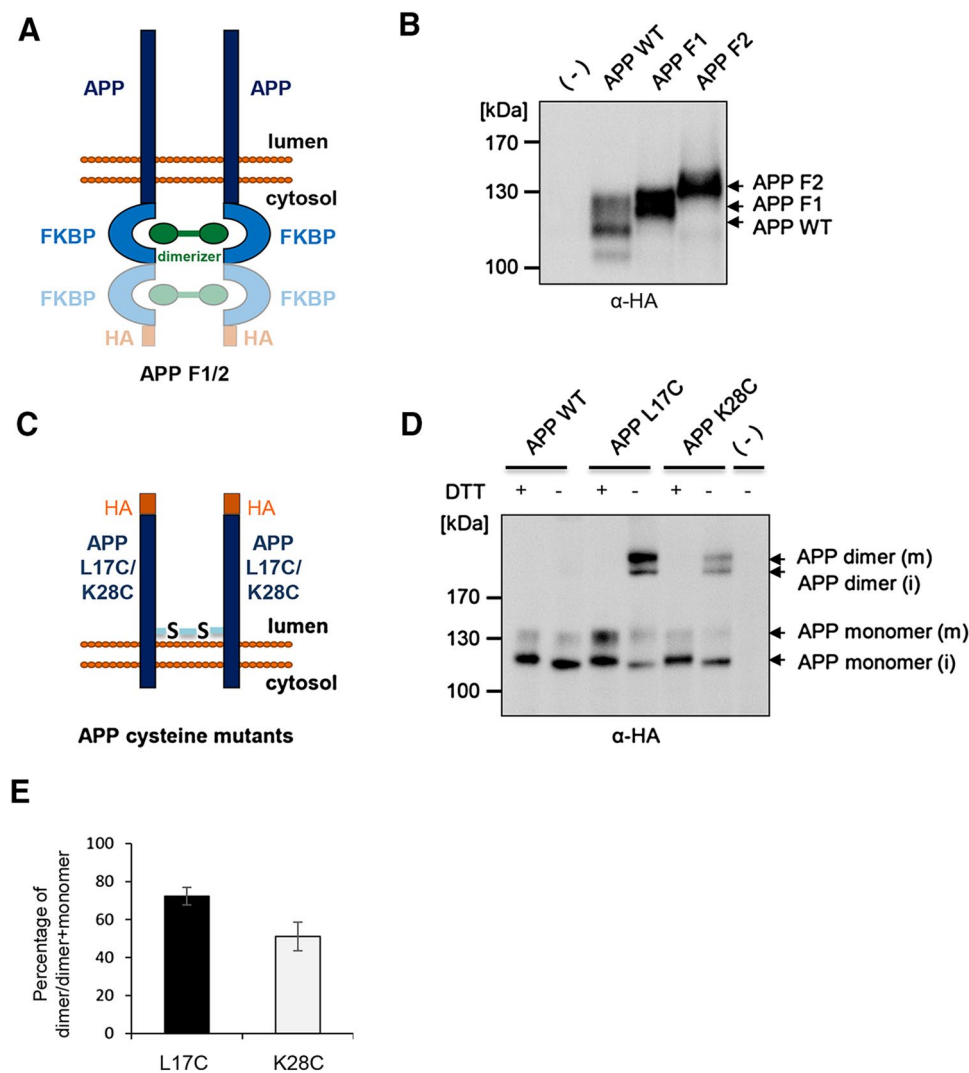 A
APP APP
lumen
cytosol
FKBP FKBP
dimerizer
FKBP FKBP
HA HA
APP F1/2
B
(-) APP WT APP F1 APP F2
[kDa]
170
130
100
APP F2
APP F1
APP WT
α-HA
C
HA HA
APP APP
L17C/ L17C/
K28C K28C
S S
lumen
cytosol
APP cysteine mutants
D
APP WT APP L17C APP K28C (-)
DTT + - + - + - -
[kDa]
170
130
100
APP dimer (m)
APP dimer (i)
APP monomer (m)
APP monomer (i)
α-HA
E
Percentage of
dimer/dimer+monomer
100
80
60
40
20
0
L17C K28C